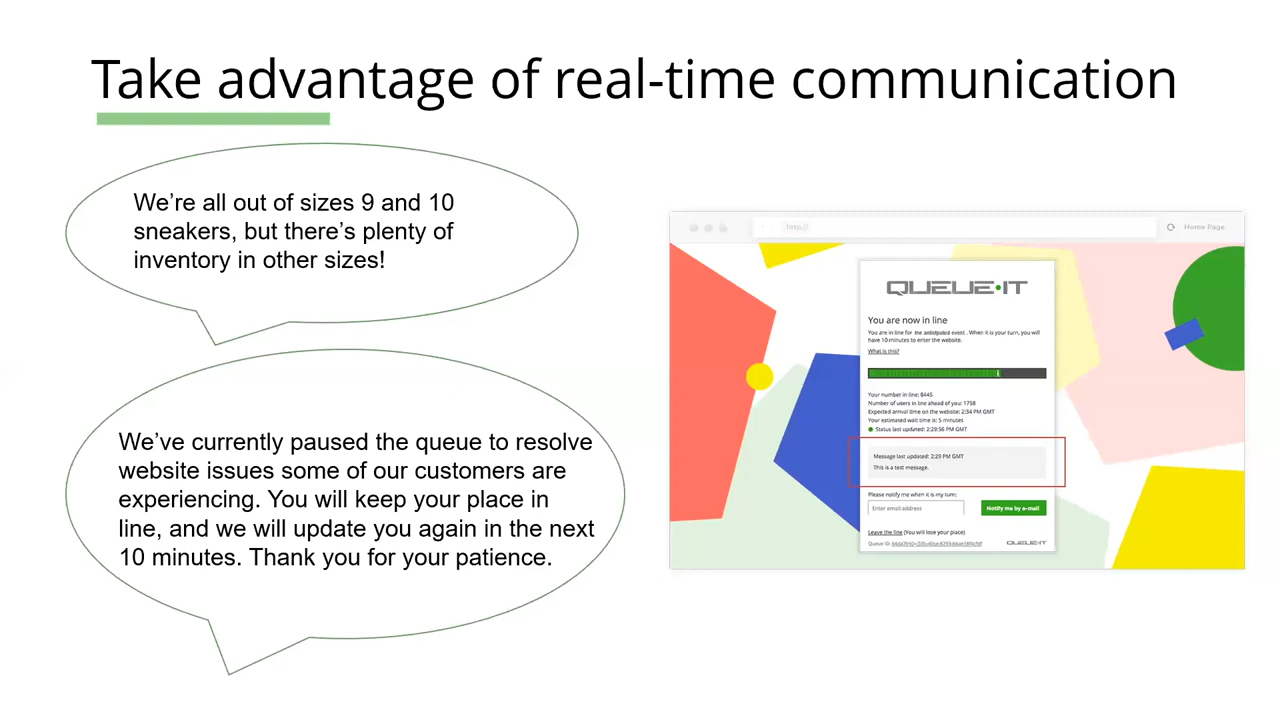 Take advantage of real-time communication
We're all out of sizes 9 and 10
sneakers, but there's plenty of
inventory in other sizes!
We've currently paused the queue to resolve
website issues some of our customers are
experiencing. You will keep your place in
line, and we will update you again in the next
10 minutes. Thank you for your patience.
http://
Home Page
QUEUE·IT
You are now in line
You are in line for the anticipated event. When it is your turn, you will
have 10 minutes to enter the website.
What is this?
Your number in line: 8445
Number of users in line ahead of you: 1758
Expected arrival time on the website: 2:34 PM GMT
Your estimated wait time is: 5 minutes
Status last updated: 2:29:56 PM GMT
Message last updated: 2:29 PM GMT
This is a test message.
Please notify me when it is my turn:
Enter email address
Notify me by e-mail
Leave the line (You will lose your place)
Queue ID:
QUEUE·IT